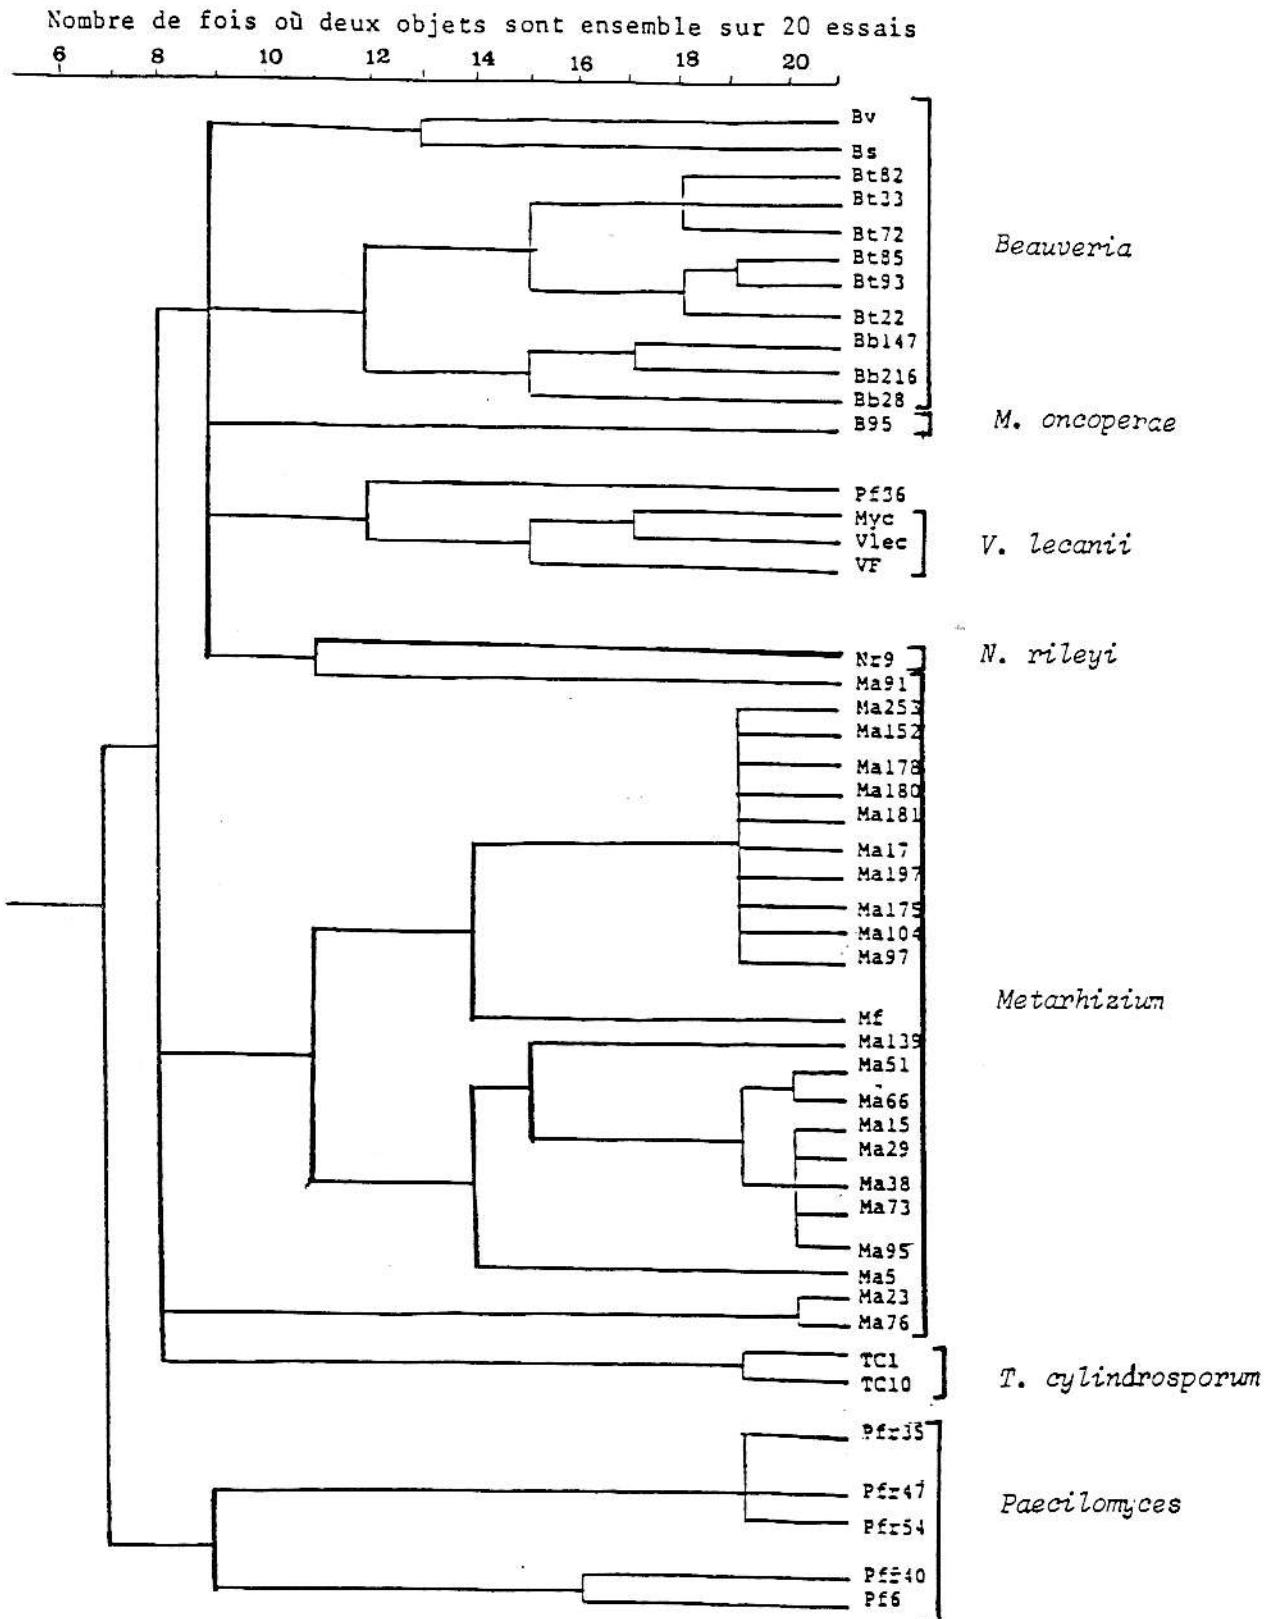 Nombre de fois où deux objets sont ensemble sur 20 essais
6 8 10 12 14 16 18 20
Bv
Bs
Bt82
Bt33
Bt72
Beauveria
Bt85
Bt93
Bt22
Bb147
Bb216
Bb28
B95
M. oncoperae
Pf36
Myc
Vlec
V. lecanii
VF
Nr9
N. rileyi
Ma91
Ma253
Ma152
Ma178
Ma180
Ma181
Ma17
Ma197
Ma175
Ma104
Ma97
Metarhizium
Mf
Ma139
Ma51
Ma66
Ma15
Ma29
Ma38
Ma73
Ma95
Ma5
Ma23
Ma76
TC1
T. cylindrosporum
TC10
Pfr35
Pfr47
Paecilomyces
Pfr54
Pfr40
Pf6